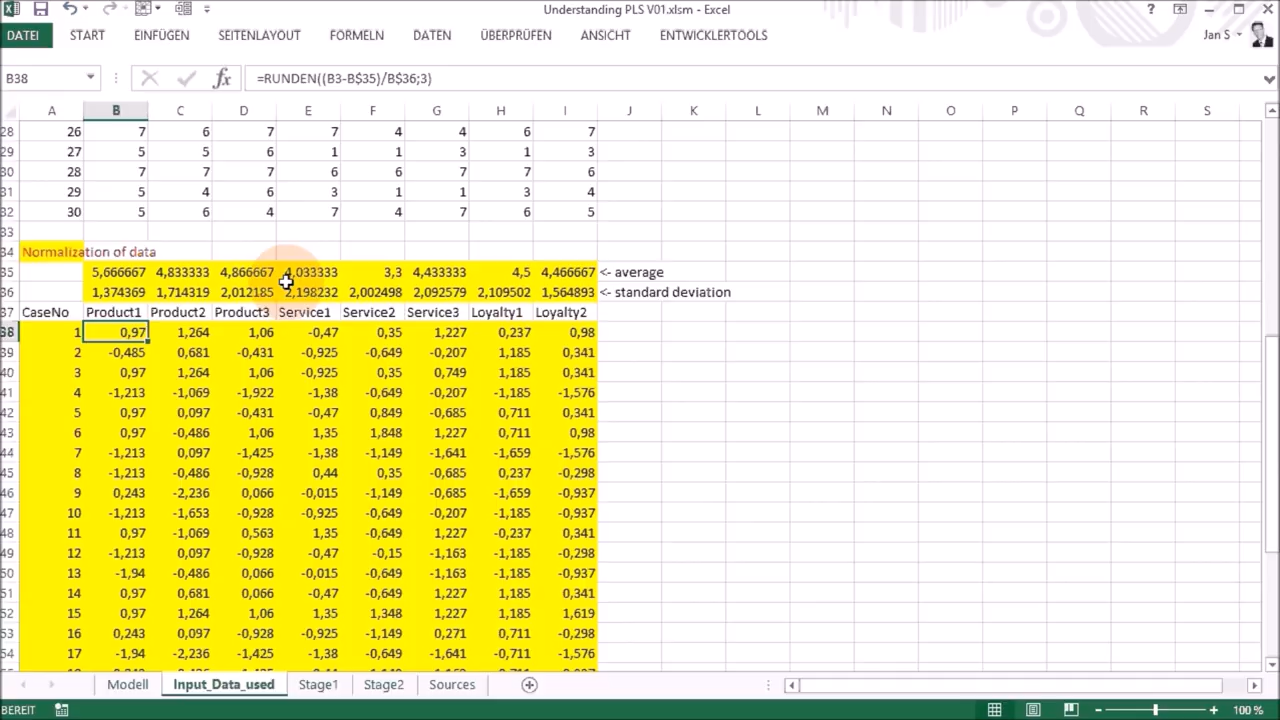 Understanding PLS V01.xlsm - Excel
DATEI START EINFÜGEN SEITENLAYOUT FORMELN DATEN ÜBERPRÜFEN ANSICHT ENTWICKLERTOOLS Jan S
B38 fx =RUNDEN((B3-B$35)/B$36;3)
A B C D E F G H I J K L M N O P Q R S
28 26 7 6 7 7 4 4 6 7
29 27 5 5 6 1 1 3 1 3
30 28 7 7 7 6 6 7 7 6
31 29 5 4 6 3 1 1 3 4
32 30 5 6 4 7 4 7 6 5
33
34 Normalization of data
35 5,666667 4,833333 4,866667 4,033333 3,3 4,433333 4,5 4,466667 <- average
36 1,374369 1,714319 2,012185 2,198232 2,002498 2,092579 2,109502 1,564893 <- standard deviation
37 CaseNo Product1 Product2 Product3 Service1 Service2 Service3 Loyalty1 Loyalty2
38 1 0,97 1,264 1,06 -0,47 0,35 1,227 0,237 0,98
39 2 -0,485 0,681 -0,431 -0,925 -0,649 -0,207 1,185 0,341
40 3 0,97 1,264 1,06 -0,925 0,35 0,749 1,185 0,341
41 4 -1,213 -1,069 -1,922 -1,38 -0,649 -0,207 -1,185 -1,576
42 5 0,97 0,097 -0,431 -0,47 0,849 -0,685 0,711 0,341
43 6 0,97 -0,486 1,06 1,35 1,848 1,227 0,711 0,98
44 7 -1,213 0,097 -1,425 -1,38 -1,149 -1,641 -1,659 -1,576
45 8 -1,213 -0,486 -0,928 0,44 0,35 -0,685 0,237 -0,298
46 9 0,243 -2,236 0,066 -0,015 -1,149 -0,685 -1,659 -0,937
47 10 -1,213 -1,653 -0,928 -0,925 -0,649 -0,207 -1,185 -0,937
48 11 0,97 -1,069 0,563 1,35 -0,649 1,227 -0,237 0,341
49 12 -1,213 0,097 -0,928 -0,47 -0,15 -1,163 -1,185 -0,298
50 13 -1,94 -0,486 0,066 -0,015 -0,649 -1,163 -1,185 -0,937
51 14 0,97 0,681 0,066 -0,47 -0,649 1,227 1,185 0,341
52 15 0,97 1,264 1,06 1,35 1,348 1,227 1,185 1,619
53 16 0,243 0,097 -0,928 -0,925 -1,149 0,271 0,711 -0,298
54 17 -1,94 -2,236 -1,425 -1,38 -0,649 -1,641 -0,711 -1,576
Modell Input_Data_used Stage1 Stage2 Sources
BEREIT 100 %